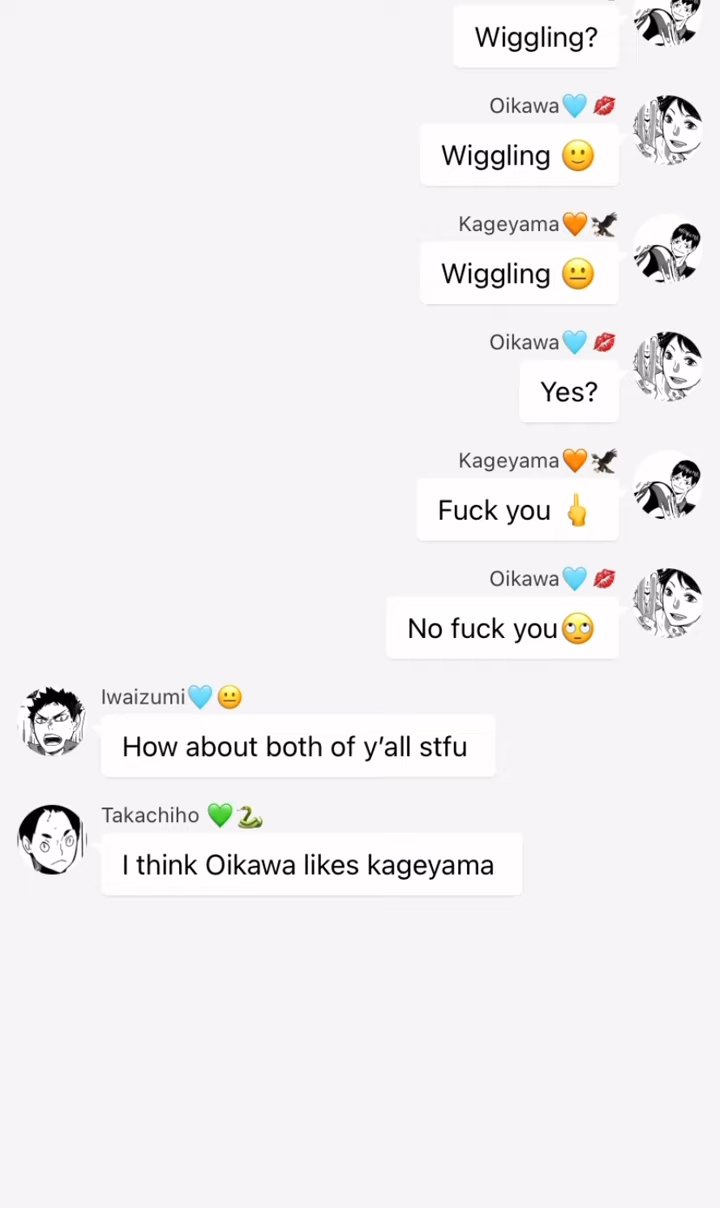 Wiggling?
Oikawa🩵💋
Wiggling 🙂
Kageyama🧡🦅
Wiggling 😐
Oikawa🩵💋
Yes?
Kageyama🧡🦅
Fuck you 🖕
Oikawa🩵💋
No fuck you🙄
Iwaizumi🩵😐
How about both of y’all stfu
Takachiho 💚🐍
I think Oikawa likes kageyama